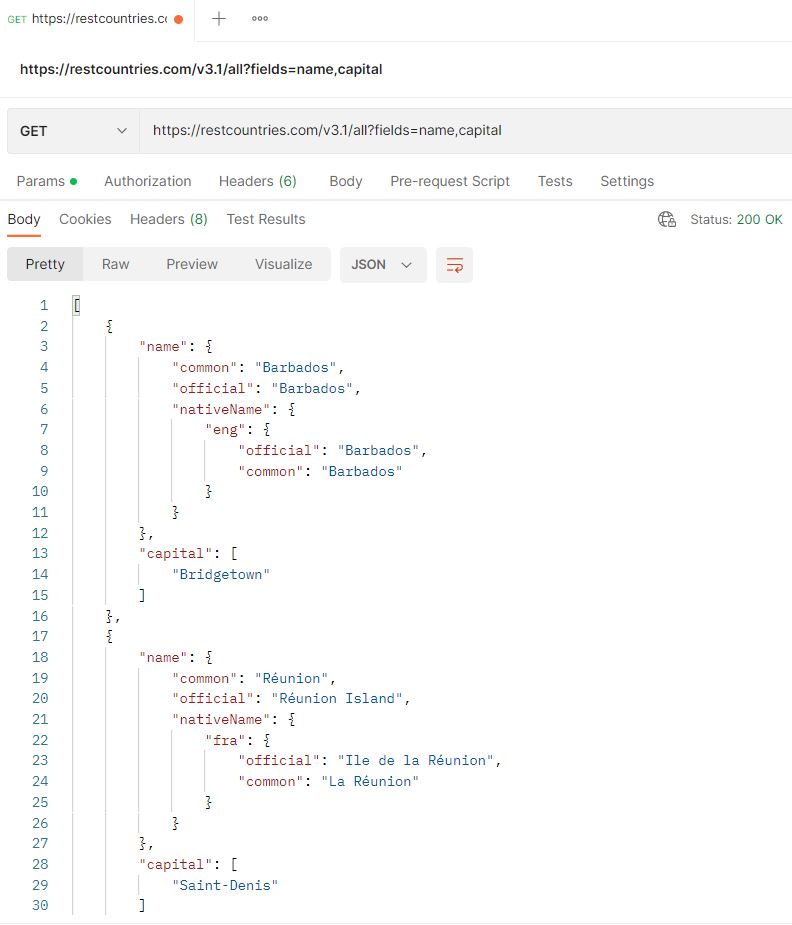 GET https://restcountries.cc
https://restcountries.com/v3.1/all?fields=name,capital
GET https://restcountries.com/v3.1/all?fields=name,capital
Params Authorization Headers (6) Body Pre-request Script Tests Settings
Body Cookies Headers (8) Test Results Status: 200 OK
Pretty Raw Preview Visualize JSON
1 [
2 {
3 "name": {
4 "common": "Barbados",
5 "official": "Barbados",
6 "nativeName": {
7 "eng": {
8 "official": "Barbados",
9 "common": "Barbados"
10 }
11 }
12 },
13 "capital": [
14 "Bridgetown"
15 ]
16 },
17 {
18 "name": {
19 "common": "Réunion",
20 "official": "Réunion Island",
21 "nativeName": {
22 "fra": {
23 "official": "Ile de la Réunion",
24 "common": "La Réunion"
25 }
26 }
27 },
28 "capital": [
29 "Saint-Denis"
30 ]